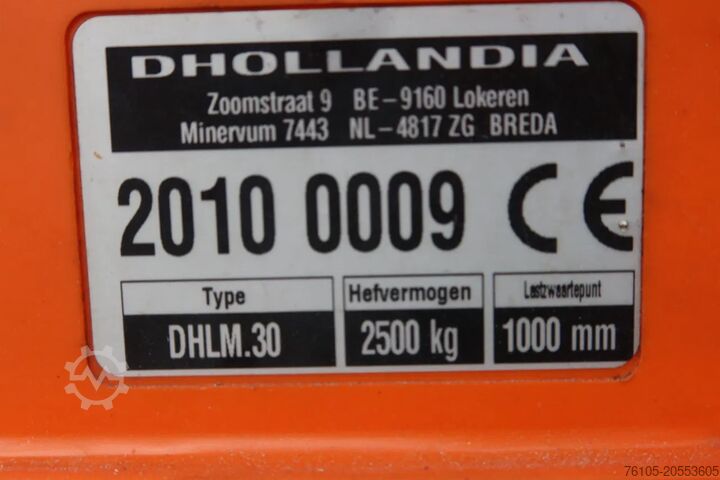 DHOLLANDIA
Zoomstraat 9 BE-9160 Lokeren
Minervum 7443 NL-4817 ZG BREDA
2010 0009 CE
Type Hefvermogen Lastzwaartepunt
DHLM.30 2500 kg 1000 mm
76105-20553605